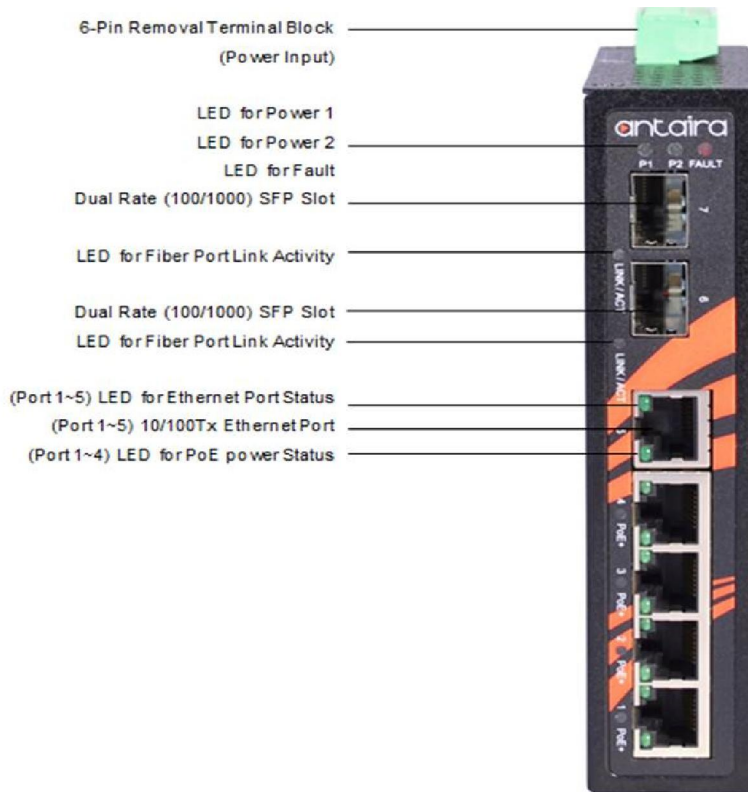 6-Pin Removal Terminal Block
(Power Input)
LED for Power 1
LED for Power 2
LED for Fault
Dual Rate (100/1000) SFP Slot
LED for Fiber Port Link Activity
Dual Rate (100/1000) SFP Slot
LED for Fiber Port Link Activity
(Port 1~5) LED for Ethernet Port Status
(Port 1~5) 10/100Tx Ethernet Port
(Port 1~4) LED for PoE power Status
antaira
P1 P2 FAULT
7
LINK/ACT
6
LINK/ACT
5
4 PoE+
3 PoE+
2 PoE+
1 PoE+